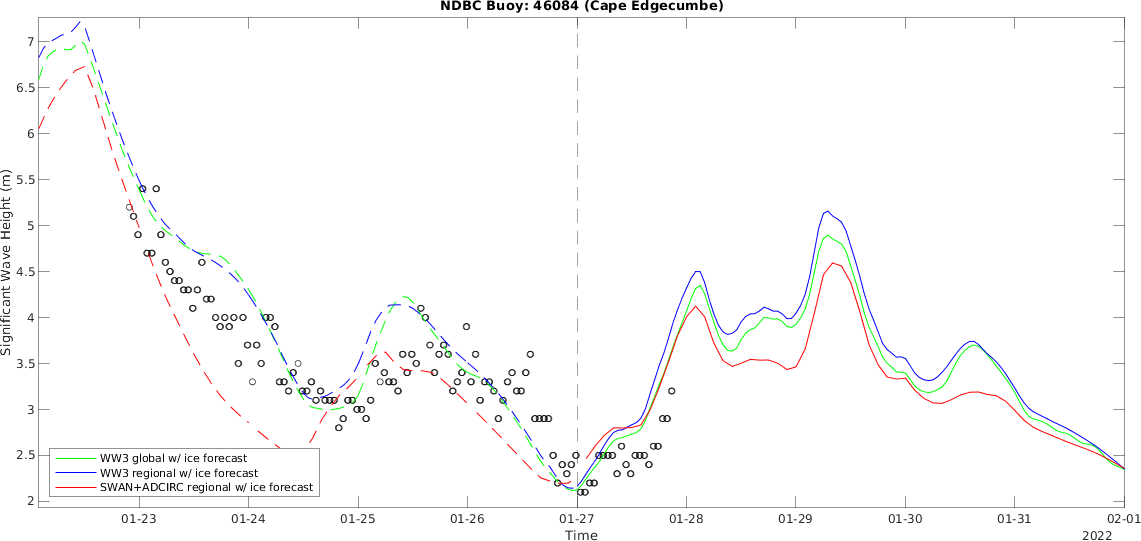 NDBC Buoy: 46084 (Cape Edgecumbe)
7
6.5
6
5.5
5
4.5
4
3.5
3
2.5
2
Significant Wave Height (m)
WW3 global w/ ice forecast
WW3 regional w/ ice forecast
SWAN+ADCIRC regional w/ ice forecast
01-23 01-24 01-25 01-26 01-27 01-28 01-29 01-30 01-31 02-01
Time
2022